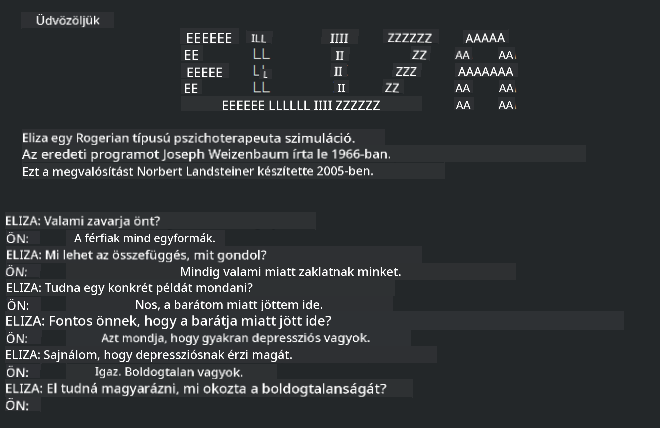 Üdvözöljük
EEEEEE ILL IIII ZZZZZZ AAAAA
EE LL II ZZ AA AA
EEEEE L'L II ZZZ AAAAAAA
EE LL II ZZ AA AA
EEEEEE LLLLLL IIII ZZZZZZ AA AA
Eliza egy Rogerian típusú pszichoterapeuta szimuláció.
Az eredeti programot Joseph Weizenbaum írta le 1966-ban.
Ezt a megvalósítást Norbert Landsteiner készítette 2005-ben.
ELIZA: Valami zavarja önt?
ÖN: A férfiak mind egyformák.
ELIZA: Mi lehet az összefüggés, mit gondol?
ÖN: Mindig valami miatt zaklatnak minket.
ELIZA: Tudna egy konkrét példát mondani?
ÖN: Nos, a barátom miatt jöttem ide.
ELIZA: Fontos önnek, hogy a barátja miatt jött ide?
ÖN: Azt mondja, hogy gyakran depressziós vagyok.
ELIZA: Sajnálom, hogy depressziósnak érzi magát.
ÖN: Igaz. Boldogtalan vagyok.
ELIZA: El tudná magyarázni, mi okozta a boldogtalanságát?
ÖN: